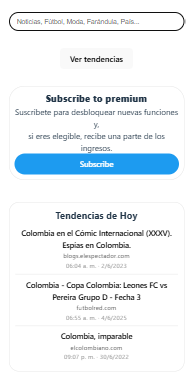 Noticias, Fútbol, Moda, Farándula, País...
Ver tendencias
Subscribe to premium
Suscríbete para desbloquear nuevas funciones
y,
si eres elegible, recibe una parte de los
ingresos.
Subscribe
Tendencias de Hoy
Colombia en el Cómic Internacional (XXXV).
Espías en Colombia.
blogs.elespectador.com
06:04 a. m. · 2/6/2023
Colombia - Copa Colombia: Leones FC vs
Pereira Grupo D - Fecha 3
futbolred.com
06:55 a. m. · 4/6/2025
Colombia, imparable
elcolombiano.com
09:07 p. m. · 30/6/2022